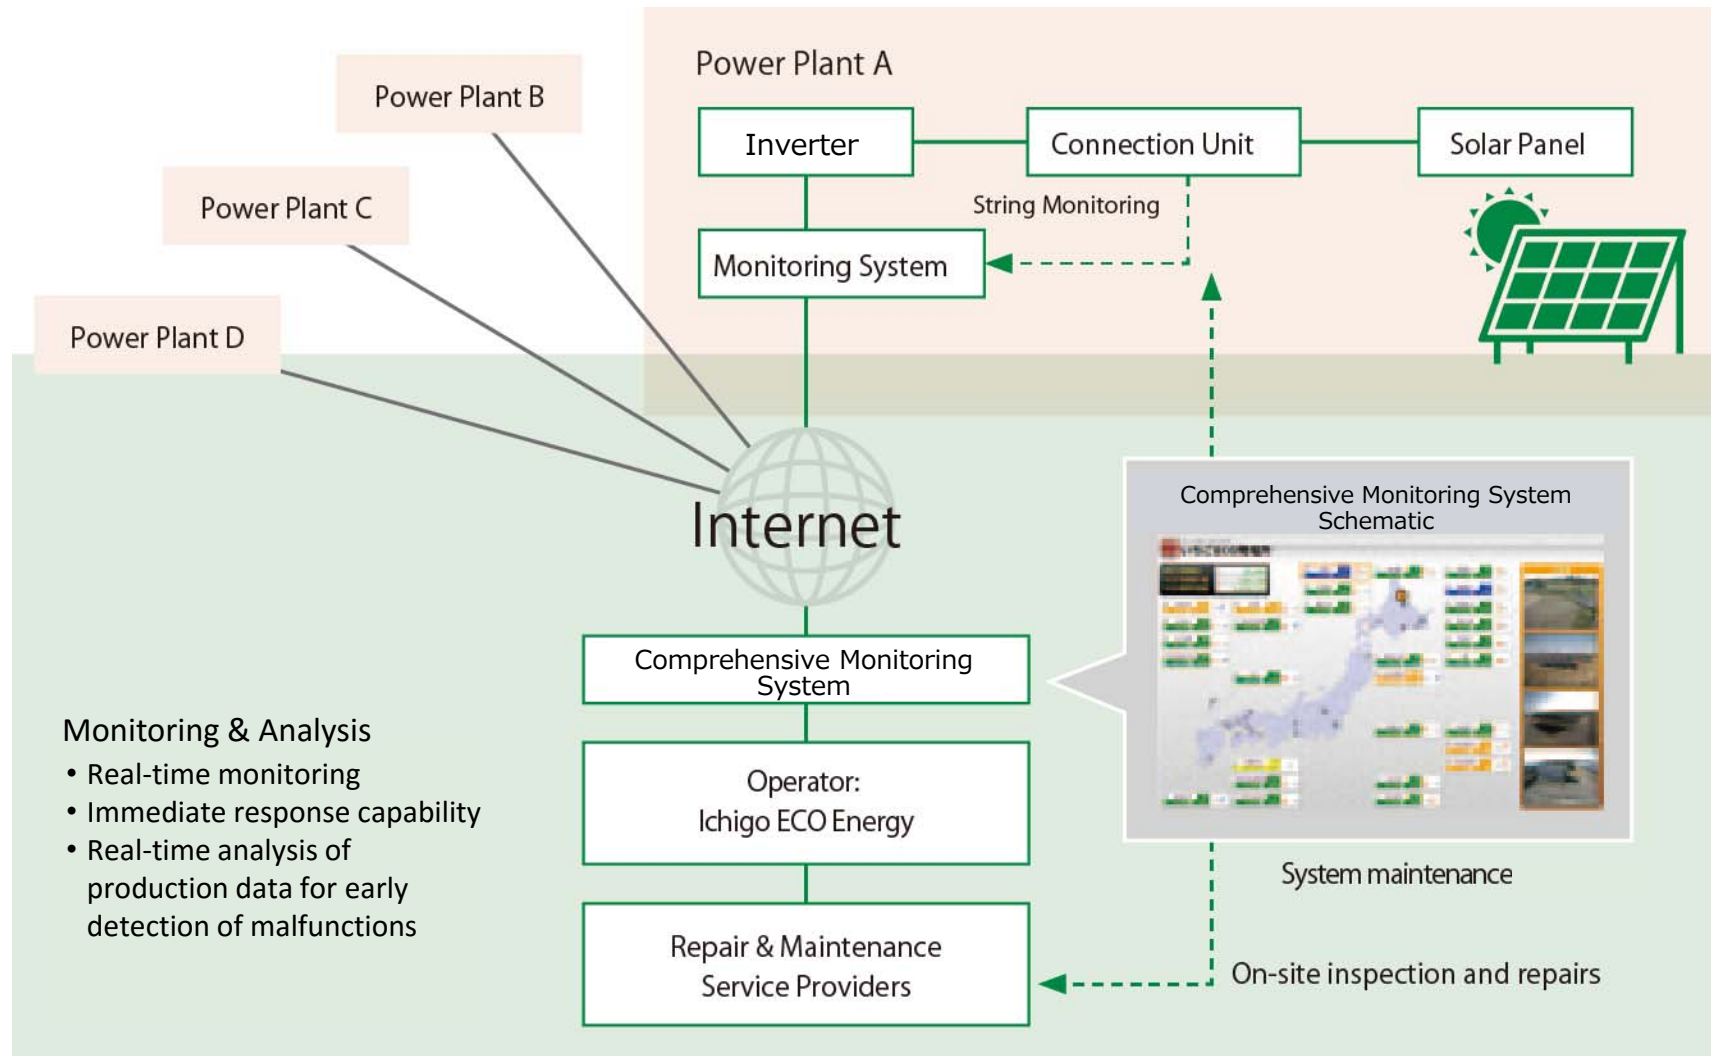 Power Plant A
Power Plant B
Inverter
Connection Unit
Solar Panel
Power Plant C
String Monitoring
Monitoring System
Power Plant D
Internet
Comprehensive Monitoring System
Schematic
Comprehensive Monitoring
System
Monitoring & Analysis
• Real-time monitoring
• Immediate response capability
• Real-time analysis of
production data for early
detection of malfunctions
Operator:
Ichigo ECO Energy
System maintenance
Repair & Maintenance
Service Providers
On-site inspection and repairs